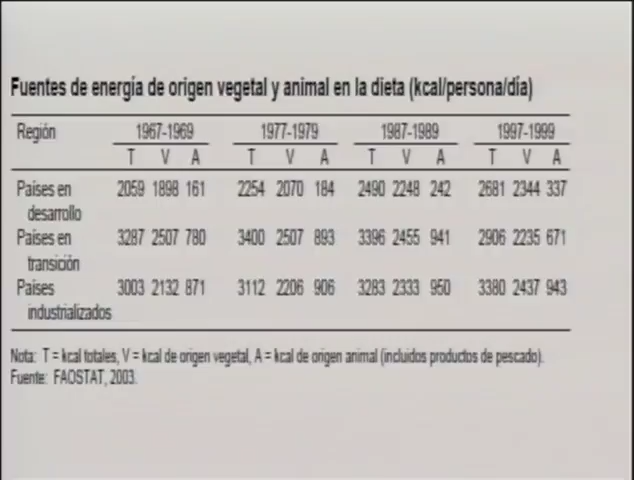 Fuentes de energía de origen vegetal y animal en la dieta (kcal/persona/día)
Región 1967-1969 1977-1979 1987-1989 1997-1999
T V A T V A T V A T V A
Países en 2059 1898 161 2254 2070 184 2490 2248 242 2681 2344 337
desarrollo
Países en 3287 2507 780 3400 2507 893 3396 2455 941 2906 2235 671
transición
Países 3003 2132 871 3112 2206 906 3283 2333 950 3380 2437 943
industrializados
Nota: T = kcal totales, V = kcal de origen vegetal, A = kcal de origen animal (incluidos productos de pescado).
Fuente: FAOSTAT, 2003.